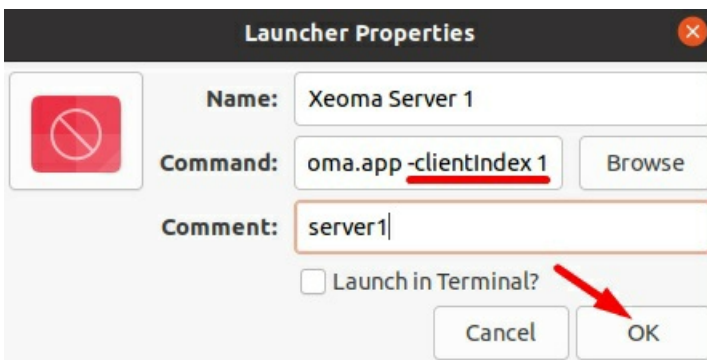 Launcher Properties
Name: Xeoma Server 1
Command: oma.app -clientIndex 1 Browse
Comment: server1
Launch in Terminal?
Cancel OK